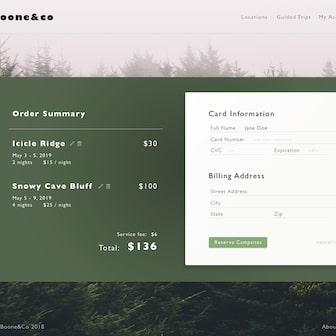 oone&co
Locations Guided Trips My Ac
Order Summary
Icicle Ridge $30
May 3 - 5, 2019
2 nights $15 / night
Snowy Cave Bluff $100
May 5 - 9, 2019
4 nights $25 / night
Service fee: $6
Total: $136
Card Information
Full Name Jane Doe
Card Number
CVC Expiration
Billing Address
Street Address
City
State Zip
Reserve Campsites
Boone&Co 2018
Abou